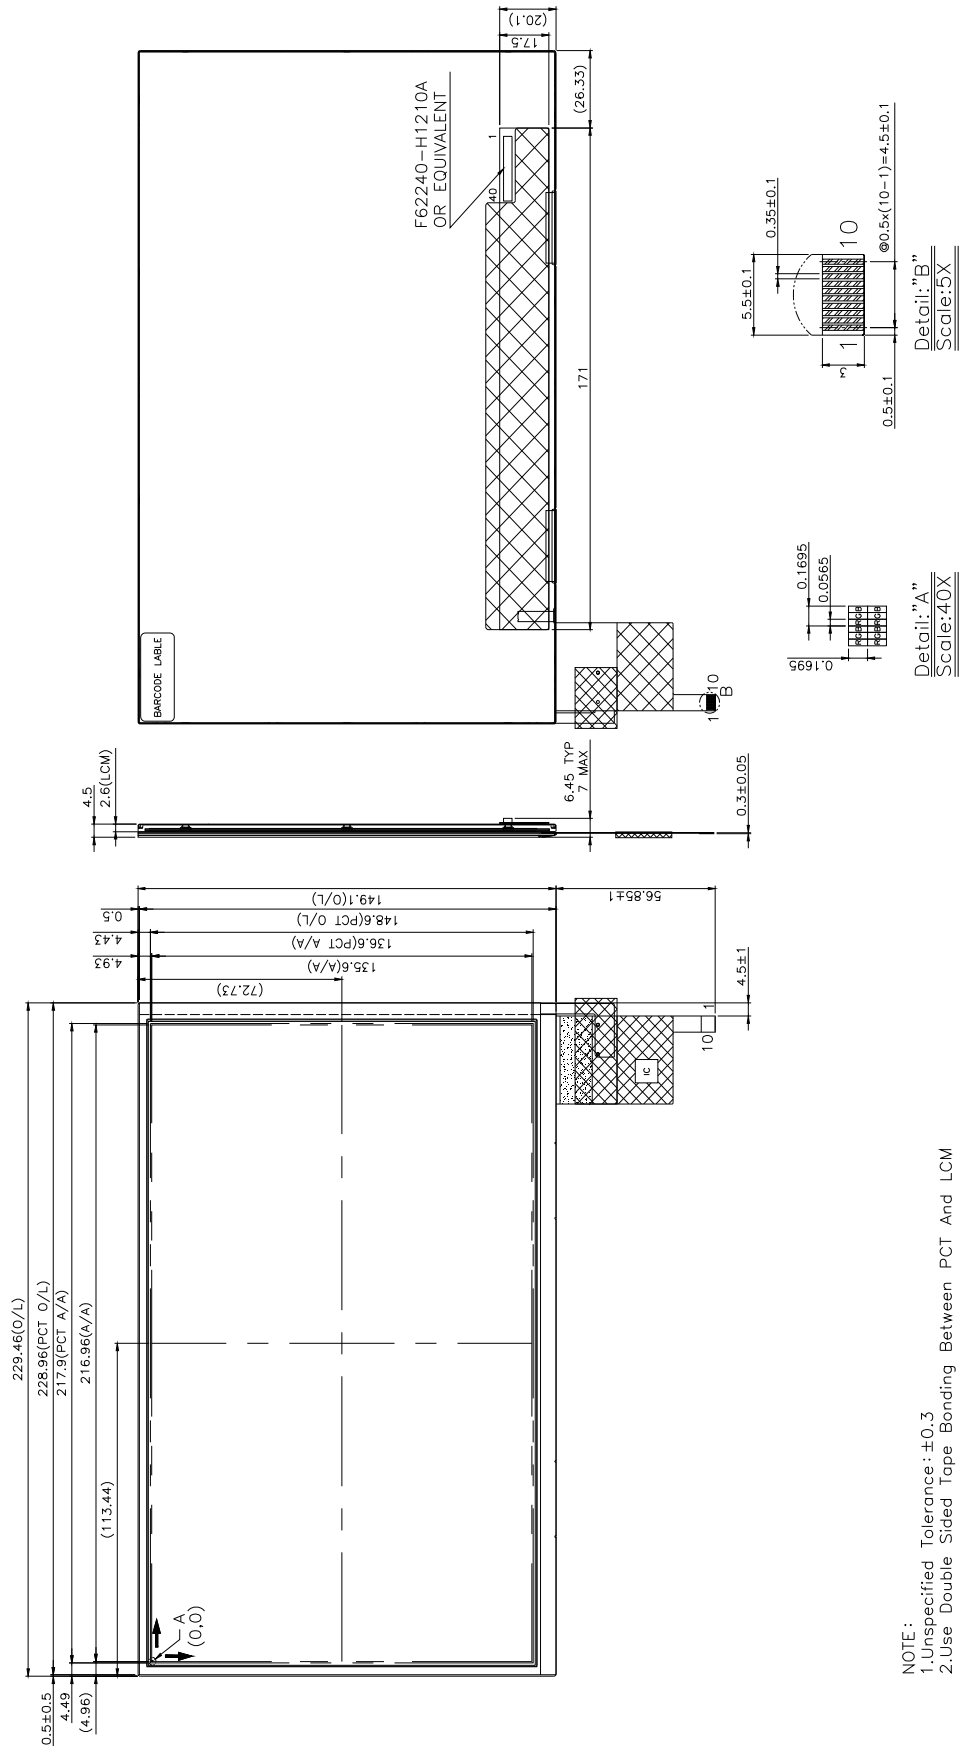 229.46(O/L)
228.96(PCT O/L)
217.9(PCT A/A)
216.96(A/A)
(113.44)
0.5±0.5
4.49
(4.96)
A
(0,0)
0.5
4.43
4.93
149.1(O/L)
148.6(PCT O/L)
136.6(PCT A/A)
135.6(A/A)
(72.73)
56.85±1
4.5±1
IC
10
1
4.5
2.6(LCM)
6.45 TYP
7 MAX
0.3±0.05
BARCODE LABLE
F62240-H1210A
OR EQUIVALENT
40
1
17.5
(20.1)
(26.33)
171
1
10
B
0.1695
0.0565
0.1695
RGBRGB
RGBRGB
Detail:"A"
Scale:40X
5.5±0.1
0.35±0.1
3
1
10
0.5±0.1
@0.5x(10-1)=4.5±0.1
Detail:"B"
Scale:5X
NOTE:
1.Unspecified Tolerance:±0.3
2.Use Double Sided Tape Bonding Between PCT And LCM